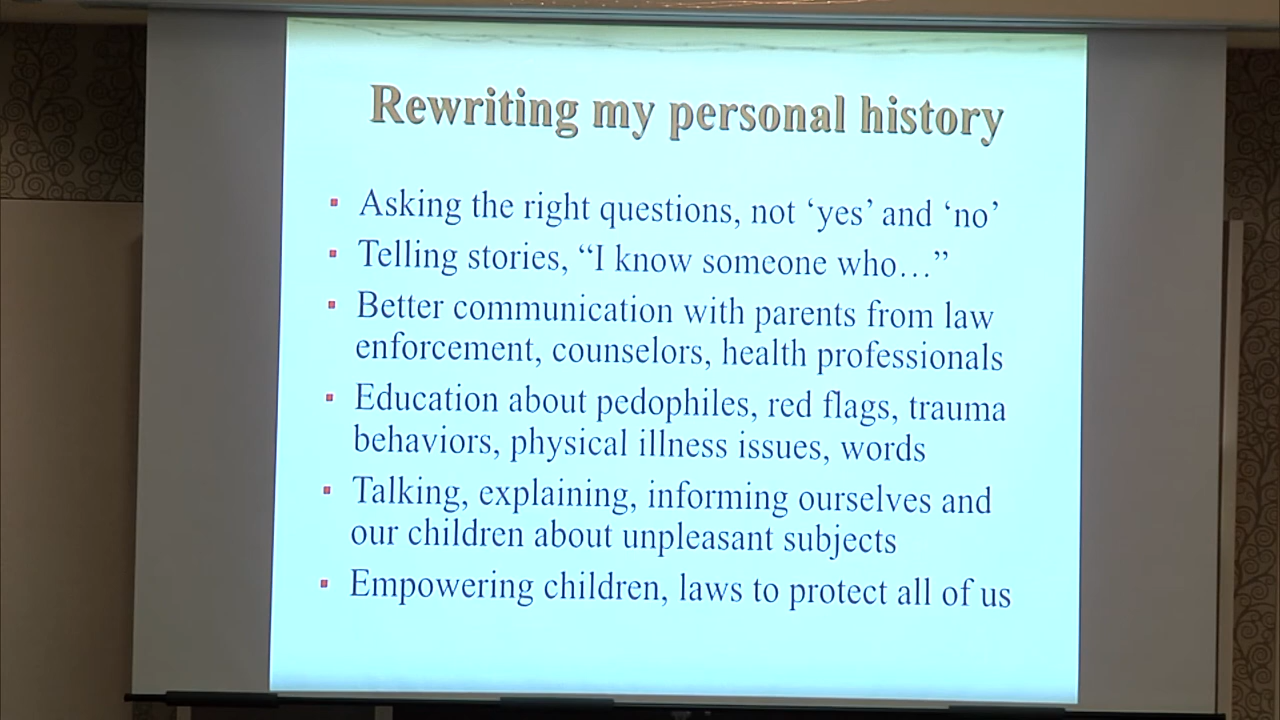 Rewriting my personal history
▪ Asking the right questions, not ‘yes’ and ‘no’
▪ Telling stories, “I know someone who…”
▪ Better communication with parents from law
enforcement, counselors, health professionals
▪ Education about pedophiles, red flags, trauma
behaviors, physical illness issues, words
▪ Talking, explaining, informing ourselves and
our children about unpleasant subjects
▪ Empowering children, laws to protect all of us